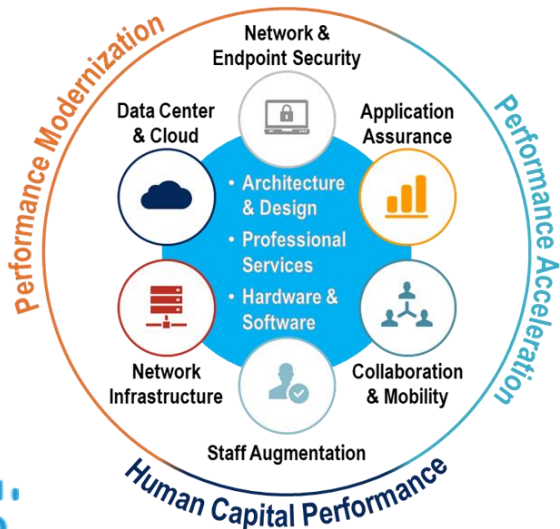 Performance Modernization
Network &
Endpoint Security
Performance Acceleration
Data Center
& Cloud
Application
Assurance
• Architecture
& Design
• Professional
Services
• Hardware &
Software
Network
Infrastructure
Collaboration
& Mobility
Staff Augmentation
Human Capital Performance